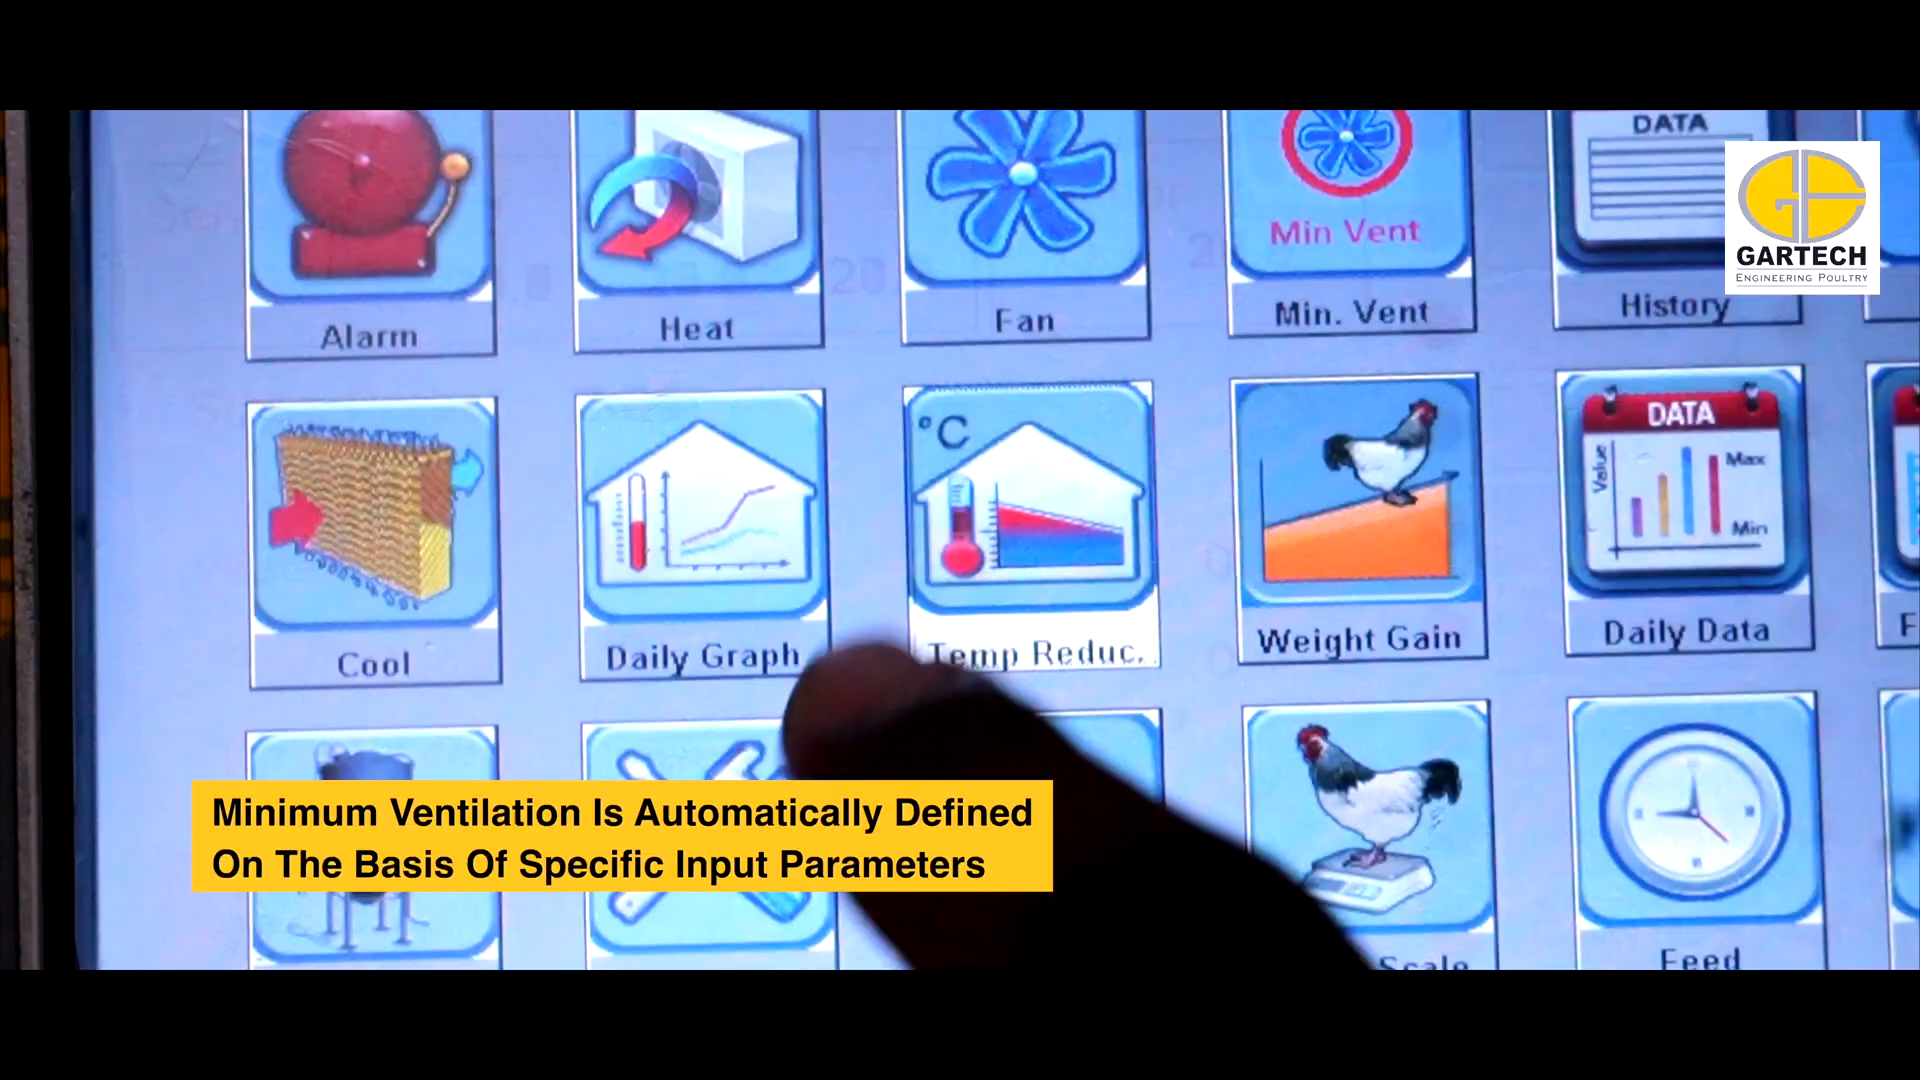 DATA
Min Vent
GARTECH
ENGINEERING POULTRY
Alarm
Heat
Fan
Min. Vent
History
°C
DATA
Value
Max
Min
Cool
Daily Graph
Temp Reduc.
Weight Gain
Daily Data
Minimum Ventilation Is Automatically Defined
On The Basis Of Specific Input Parameters
Scale
Feed